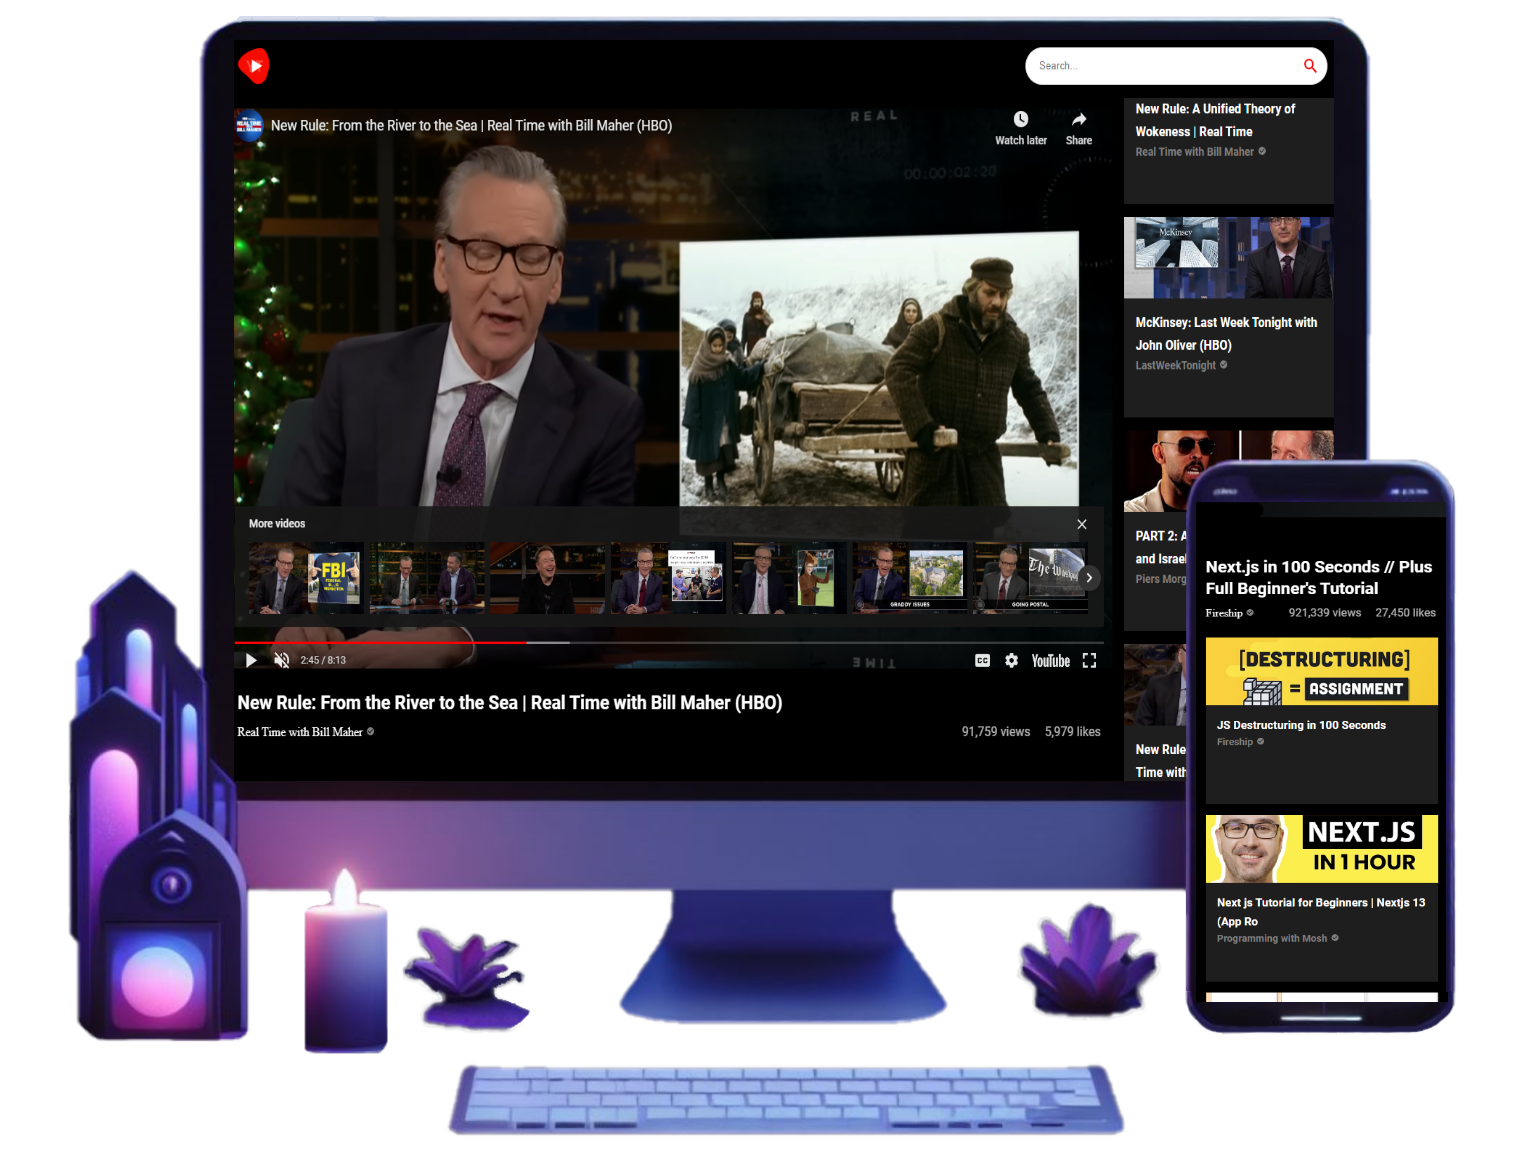 Search...
REAL
New Rule: From the River to the Sea | Real Time with Bill Maher (HBO)
Watch later
Share
00:00:02:20
More videos
FBI
GRADDY ISSUES
GOING POSTAL
2:45 / 8:13
CC
YouTube
TIME
New Rule: From the River to the Sea | Real Time with Bill Maher (HBO)
Real Time with Bill Maher
91,759 views
5,979 likes
New Rule: A Unified Theory of
Wokeness | Real Time
Real Time with Bill Maher
McKinsey
McKinsey: Last Week Tonight with
John Oliver (HBO)
LastWeekTonight
PART 2: A
and Israel
Piers Morg
New Rule
Time with
Next.js in 100 Seconds // Plus
Full Beginner's Tutorial
Fireship
921,339 views
27,450 likes
[DESTRUCTURING]
= ASSIGNMENT
JS Destructuring in 100 Seconds
Fireship
NEXT.JS
IN 1 HOUR
Next js Tutorial for Beginners | Nextjs 13
(App Ro
Programming with Mosh